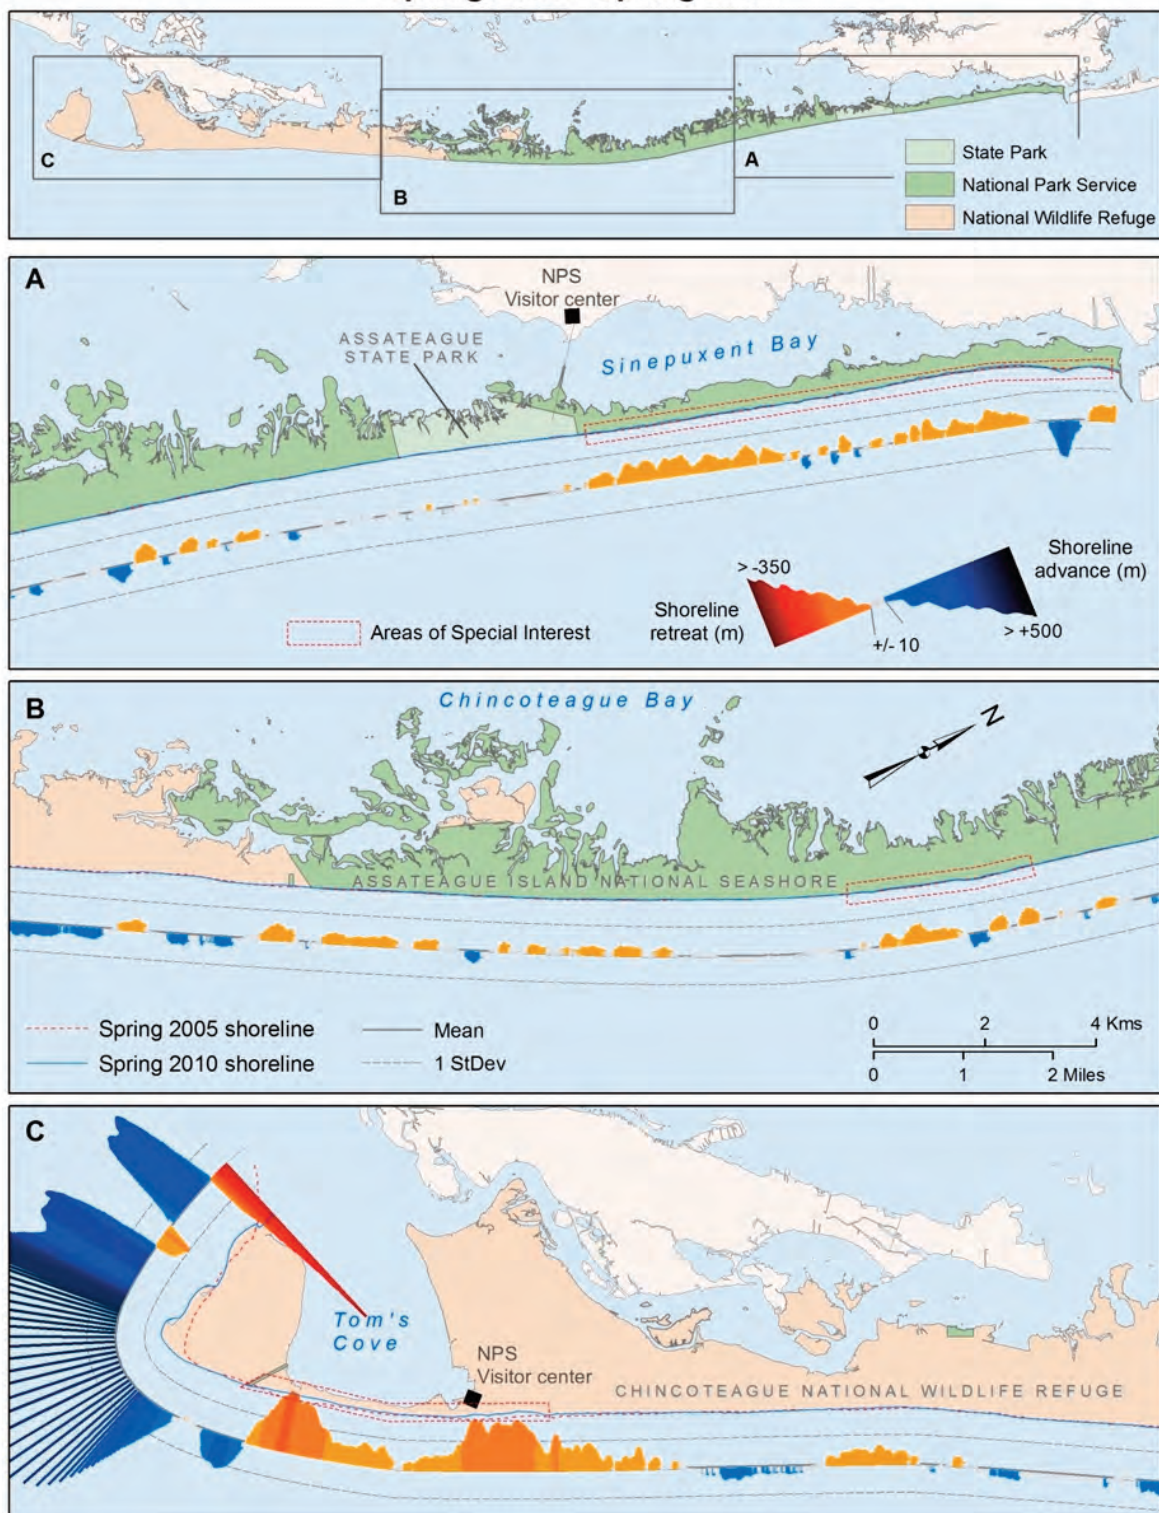 C
B
A
State Park
National Park Service
National Wildlife Refuge
A
NPS
Visitor center
ASSATEAGUE
STATE PARK
Sinepuxent Bay
> -350
Shoreline
advance (m)
Shoreline
retreat (m)
+/- 10
> +500
Areas of Special Interest
B
Chincoteague Bay
N
ASSATEAGUE ISLAND NATIONAL SEASHORE
Spring 2005 shoreline
Mean
Spring 2010 shoreline
1 StDev
0 2 4 Kms
0 1 2 Miles
C
Tom's
Cove
NPS
Visitor center
CHINCOTEAGUE NATIONAL WILDLIFE REFUGE